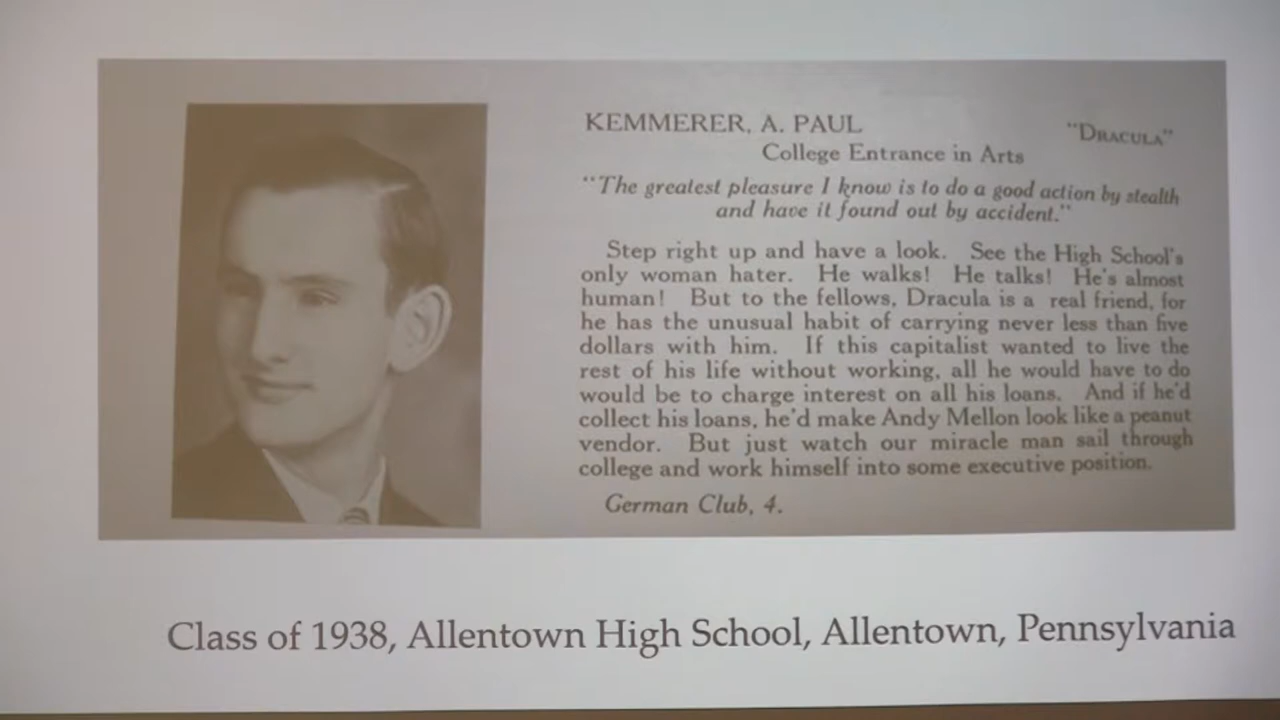 KEMMERER, A. PAUL "DRACULA"
College Entrance in Arts
"The greatest pleasure I know is to do a good action by stealth
and have it found out by accident."
Step right up and have a look. See the High School's
only woman hater. He walks! He talks! He's almost
human! But to the fellows, Dracula is a real friend, for
he has the unusual habit of carrying never less than five
dollars with him. If this capitalist wanted to live the
rest of his life without working, all he would have to do
would be to charge interest on all his loans. And if he'd
collect his loans, he'd make Andy Mellon look like a peanut
vendor. But just watch our miracle man sail through
college and work himself into some executive position.
German Club, 4.
Class of 1938, Allentown High School, Allentown, Pennsylvania